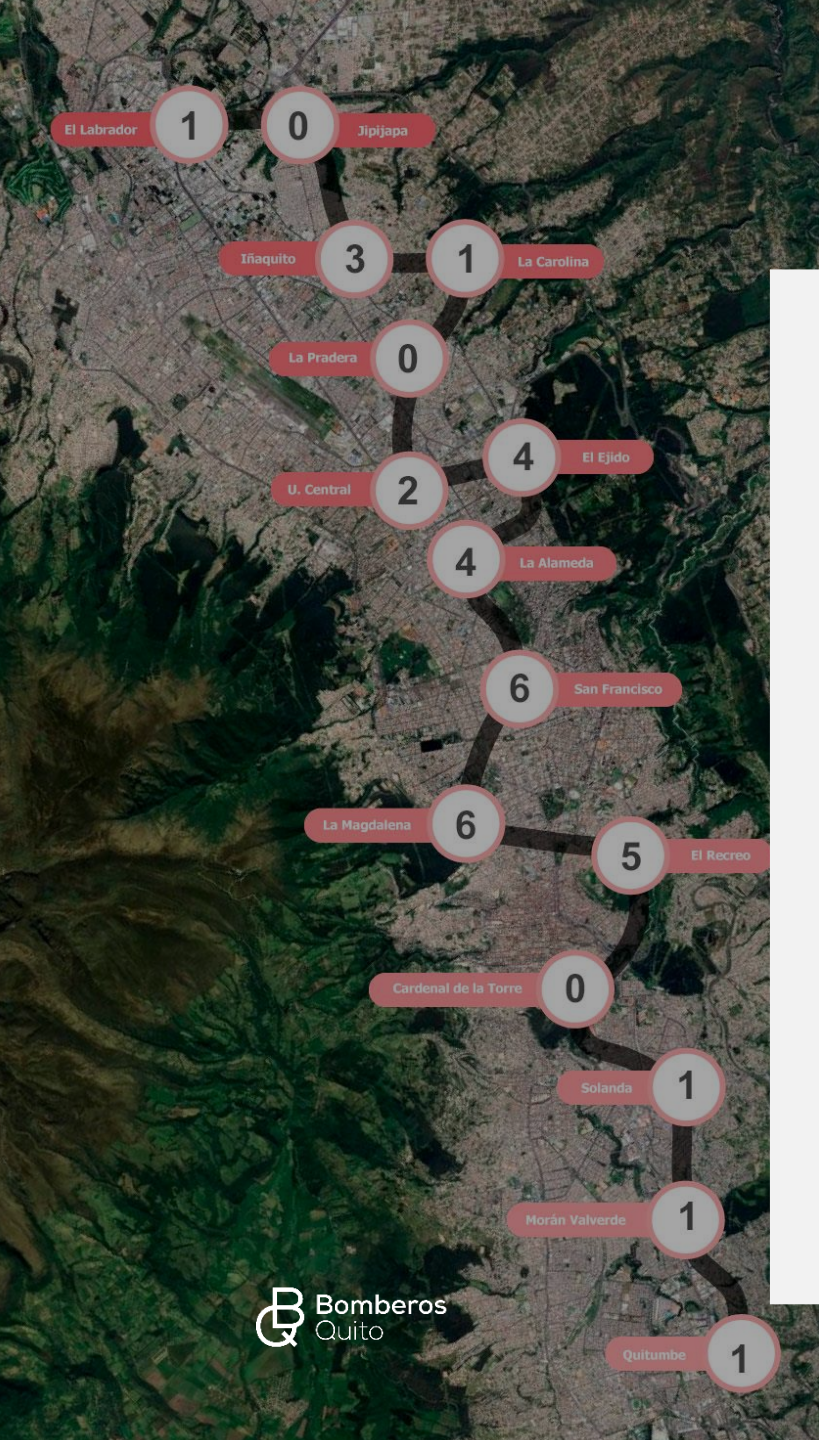 El Labrador 1 0 Jipijapa
Iñaquito 3 1 La Carolina
La Pradera 0
4 El Ejido
U. Central 2
4 La Alameda
6 San Francisco
La Magdalena 6
5 El Recreo
Cardenal de la Torre 0
Solanda 1
Morán Valverde 1
Bomberos
Quito
Quitumbe 1